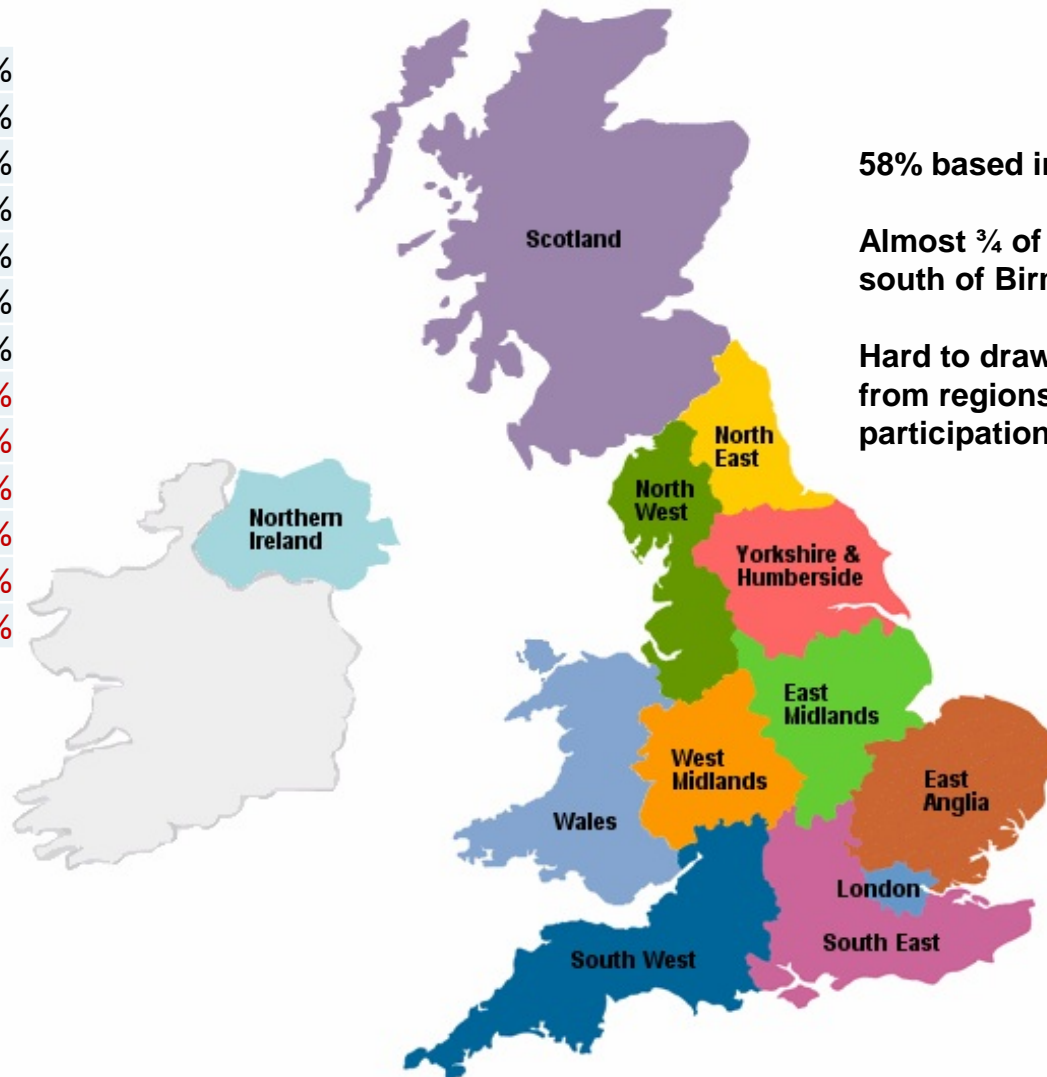 %
%
%
%
%
%
%
%
%
%
%
%
%
58% based in
Almost ¾ of
south of Birm
Hard to draw
from regions
participation
Scotland
North
East
North
West
Northern
Ireland
Yorkshire &
Humberside
East
Midlands
West
Midlands
East
Anglia
Wales
London
South East
South West